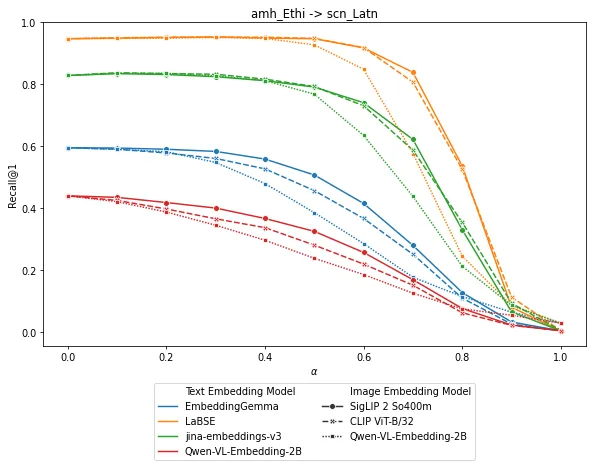 amh_Ethi -> scn_Latn
1.0
0.8
0.6
0.4
0.2
0.0
Recall@1
0.0 0.2 0.4 0.6 0.8 1.0
α
Text Embedding Model Image Embedding Model
EmbeddingGemma SigLIP 2 So400m
LaBSE CLIP ViT-B/32
jina-embeddings-v3 Qwen-VL-Embedding-2B
Qwen-VL-Embedding-2B